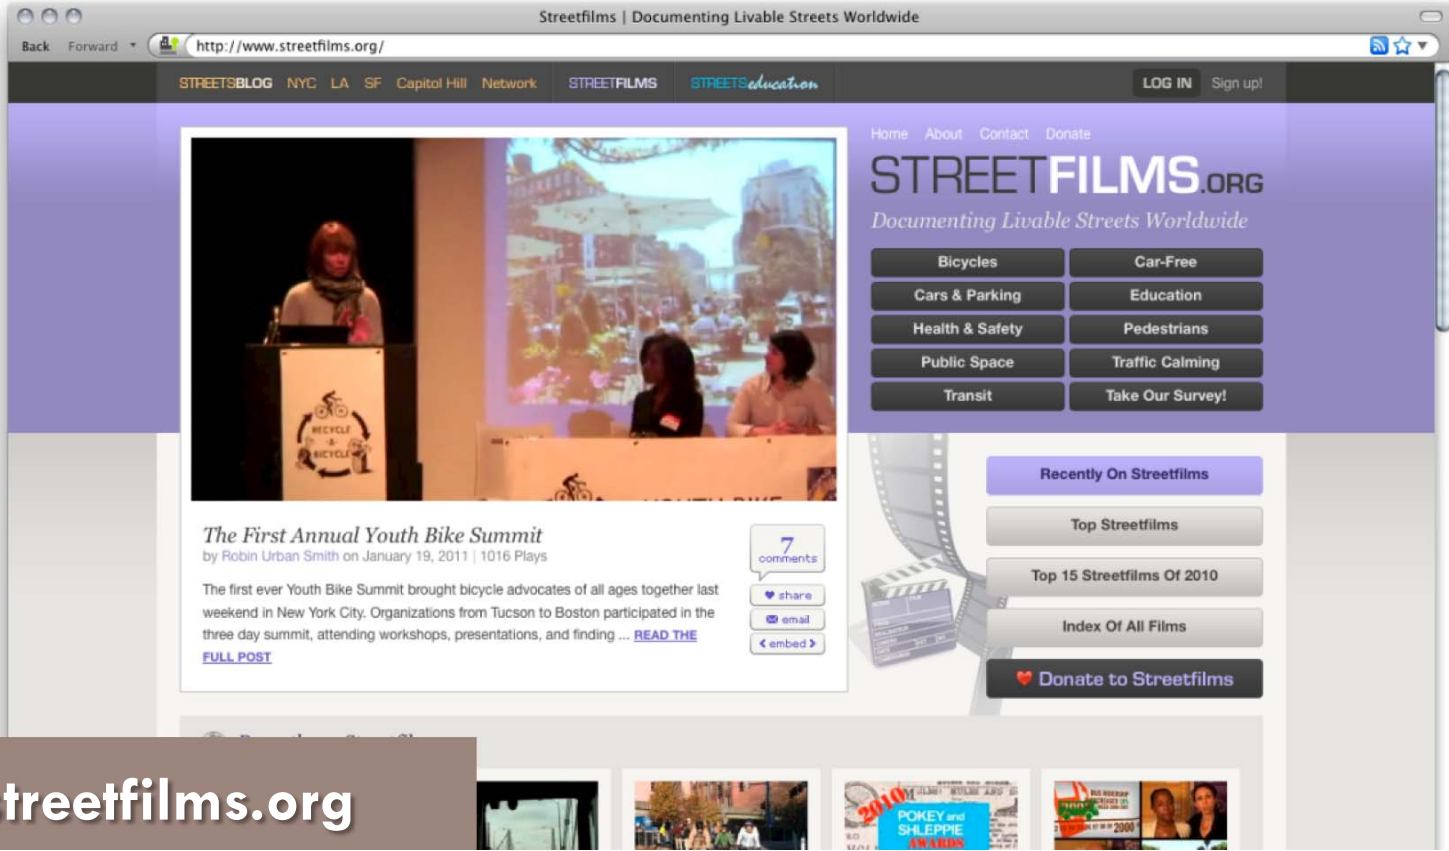 Streetfilms | Documenting Livable Streets Worldwide
Back Forward http://www.streetfilms.org/
STREETSBLOG NYC LA SF Capitol Hill Network STREETFILMS STREETSeducation LOG IN Sign up!
Home About Contact Donate
STREETFILMS.ORG
Documenting Livable Streets Worldwide
Bicycles Car-Free
Cars & Parking Education
Health & Safety Pedestrians
Public Space Traffic Calming
Transit Take Our Survey!
RECYCLE
-A-
BICYCLE
YOUTH BIKE
The First Annual Youth Bike Summit
by Robin Urban Smith on January 19, 2011 | 1016 Plays
The first ever Youth Bike Summit brought bicycle advocates of all ages together last
weekend in New York City. Organizations from Tucson to Boston participated in the
three day summit, attending workshops, presentations, and finding ... READ THE
FULL POST
7
comments
share
email
embed
Recently On Streetfilms
Top Streetfilms
Top 15 Streetfilms Of 2010
Index Of All Films
Donate to Streetfilms
treetfilms.org
2010
POKEY and
SHLEPPIE
AWARDS
BUS RIDERSHIP
2000